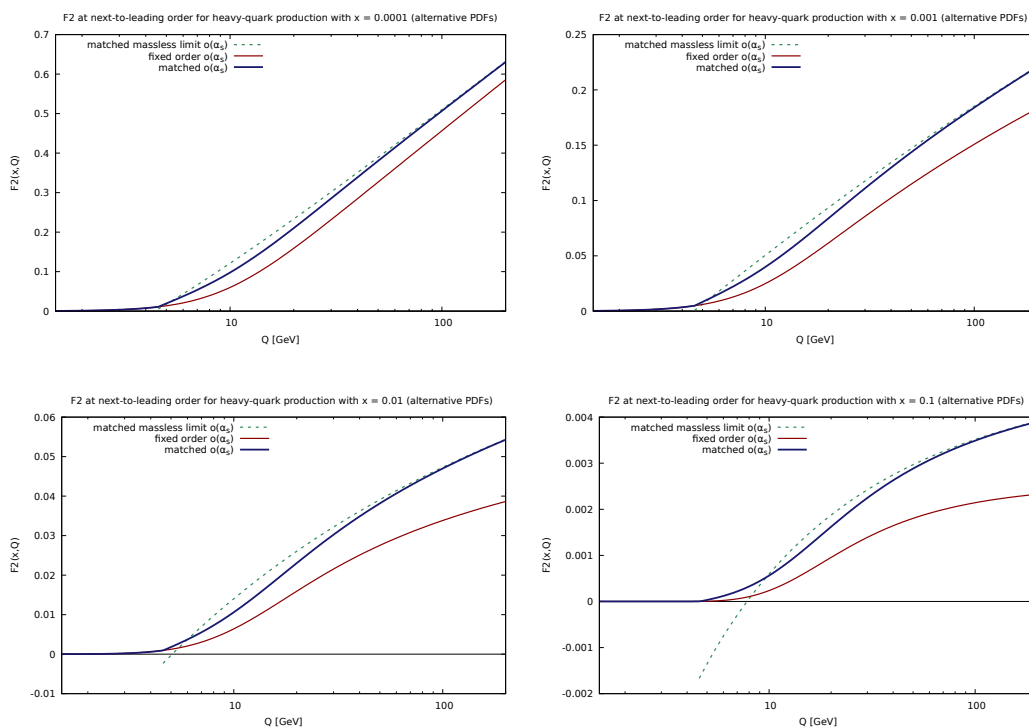 F2 at next-to-leading order for heavy-quark production with x = 0.0001 (alternative PDFs)
0.7
0.6
0.5
0.4
0.3
0.2
0.1
0
F2(x,Q)
matched massless limit o(αs)
fixed order o(αs)
matched o(αs)
10
100
Q [GeV]
F2 at next-to-leading order for heavy-quark production with x = 0.001 (alternative PDFs)
0.25
0.2
0.15
0.1
0.05
0
F2(x,Q)
matched massless limit o(αs)
fixed order o(αs)
matched o(αs)
10
100
Q [GeV]
F2 at next-to-leading order for heavy-quark production with x = 0.01 (alternative PDFs)
0.06
0.05
0.04
0.03
0.02
0.01
0
-0.01
F2(x,Q)
matched massless limit o(αs)
fixed order o(αs)
matched o(αs)
10
100
Q [GeV]
F2 at next-to-leading order for heavy-quark production with x = 0.1 (alternative PDFs)
0.004
0.003
0.002
0.001
0
-0.001
-0.002
F2(x,Q)
matched massless limit o(αs)
fixed order o(αs)
matched o(αs)
10
100
Q [GeV]